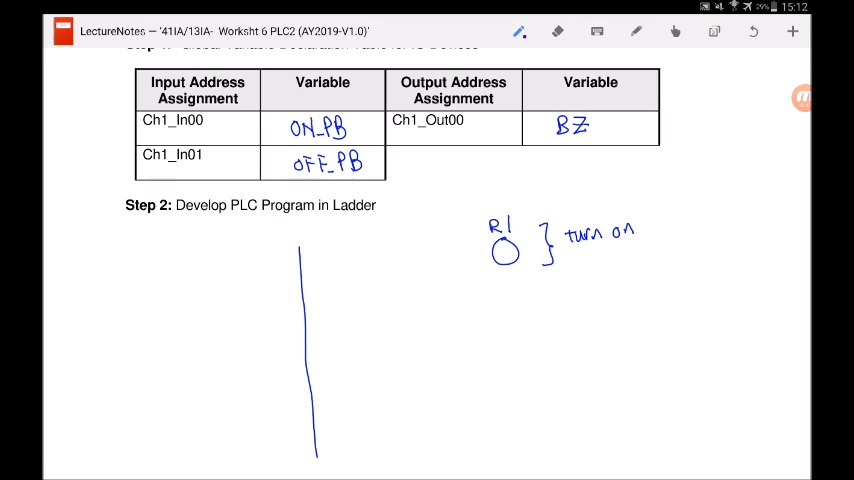 29% 15:12
LectureNotes — '41IA/13IA- Worksht 6 PLC2 (AY2019-V1.0)'
Input Address Assignment Variable Output Address Assignment Variable
Ch1_In00 ON_PB Ch1_Out00 BZ
Ch1_In01 OFF_PB
Step 2: Develop PLC Program in Ladder
R1
turn on